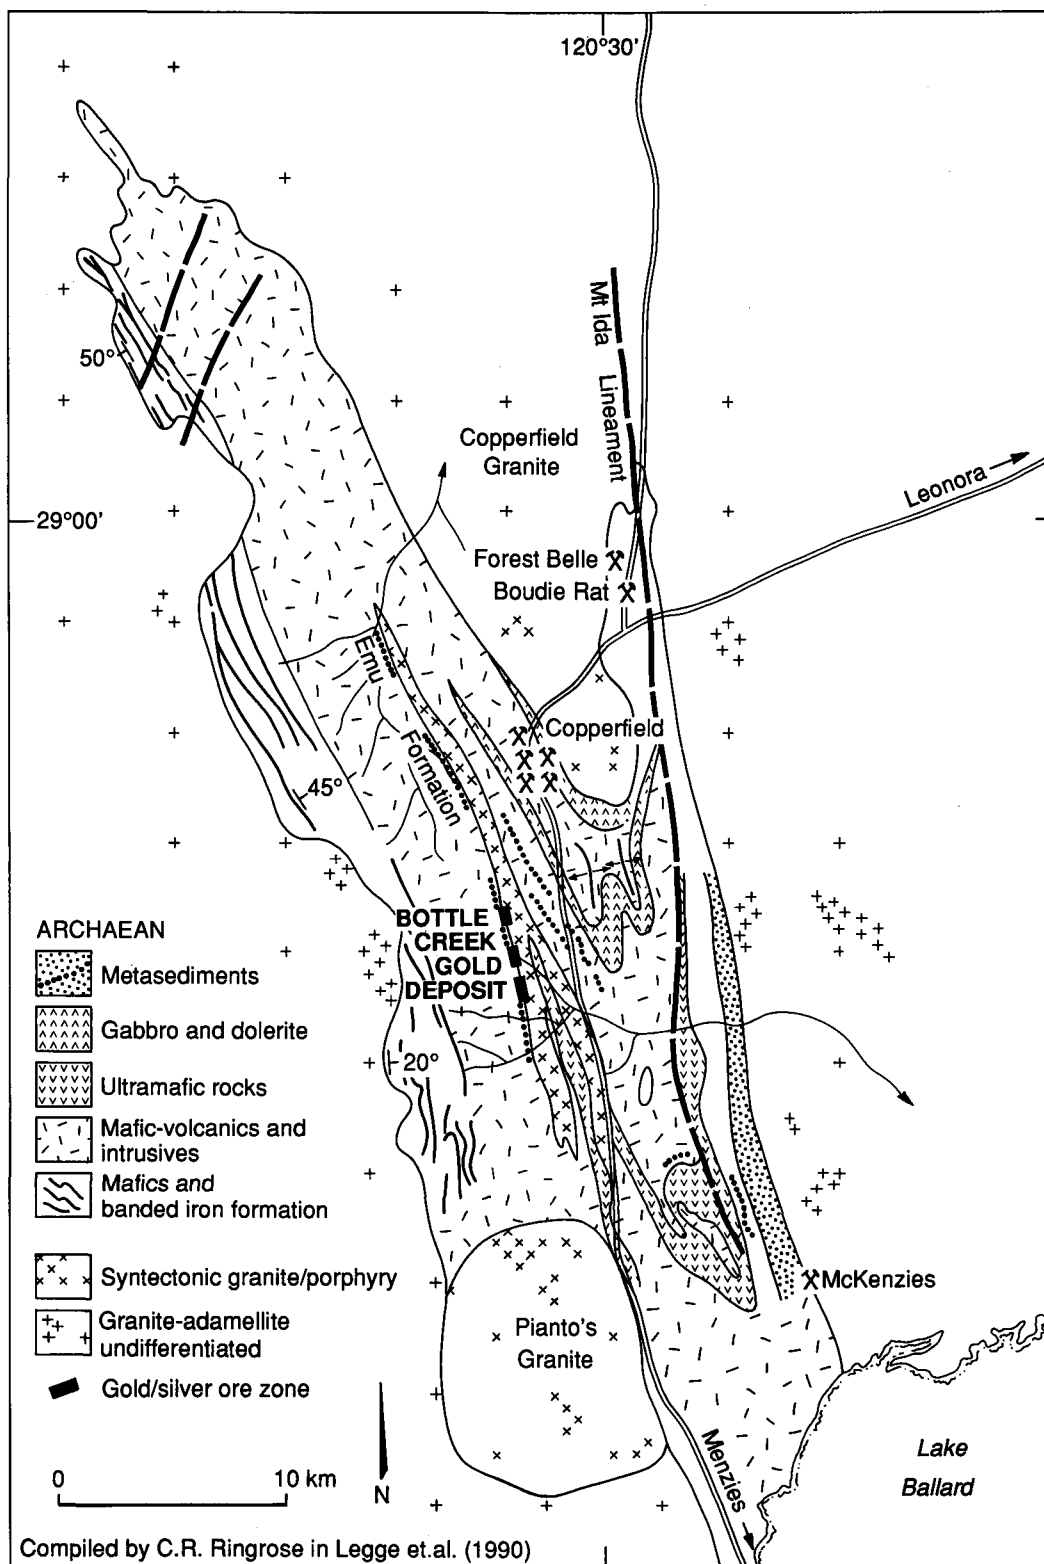 120°30'
50°
Mt Ida Lineament
Copperfield
Granite
Leonora
29°00'
Forest Belle
Boudie Rat
Emu Formation
Copperfield
45°
BOTTLE
CREEK
GOLD
DEPOSIT
20°
ARCHAEAN
Metasediments
Gabbro and dolerite
Ultramafic rocks
Mafic-volcanics and
intrusives
Mafics and
banded iron formation
Syntectonic granite/porphyry
Granite-adamellite
undifferentiated
Gold/silver ore zone
McKenzies
Pianto's
Granite
Menzies
Lake
Ballard
0 10 km
N
Compiled by C.R. Ringrose in Legge et.al. (1990)